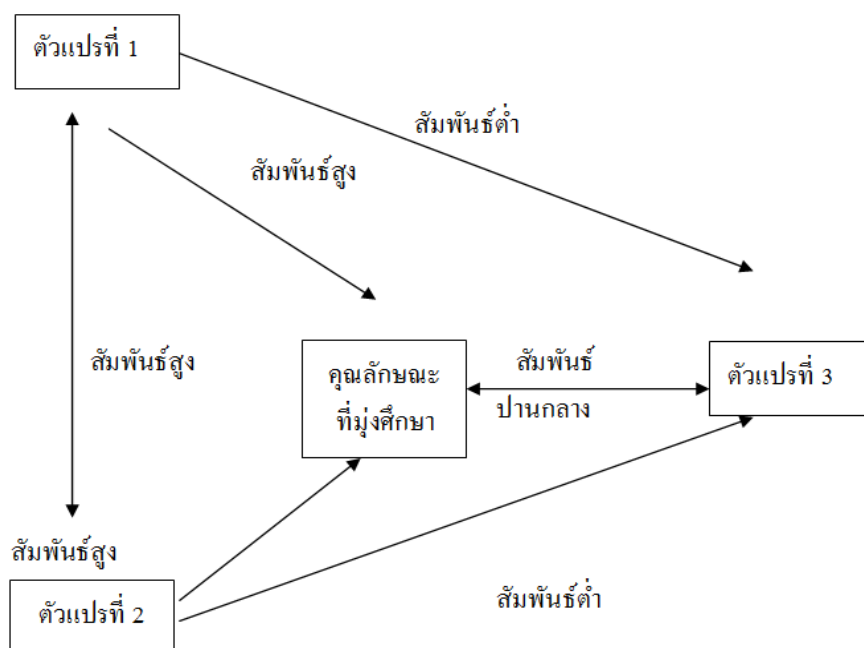 ตัวแปรที่ 1
สัมพันธ์ต่ำ
สัมพันธ์สูง
สัมพันธ์สูง
คุณลักษณะ
ที่มุ่งศึกษา
สัมพันธ์
ปานกลาง
ตัวแปรที่ 3
สัมพันธ์สูง
ตัวแปรที่ 2
สัมพันธ์ต่ำ